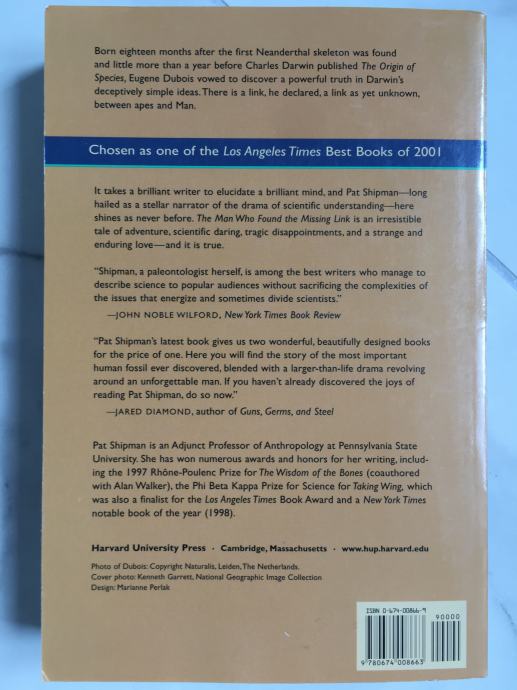 Born eighteen months after the first Neanderthal skeleton was found
and little more than a year before Charles Darwin published The Origin of
Species, Eugene Dubois vowed to discover a powerful truth in Darwin's
deceptively simple ideas. There is a link, he declared, a link as yet unknown,
between apes and Man.
Chosen as one of the Los Angeles Times Best Books of 2001
It takes a brilliant writer to elucidate a brilliant mind, and Pat Shipman—long
hailed as a stellar narrator of the drama of scientific understanding—here
shines as never before. The Man Who Found the Missing Link is an irresistible
tale of adventure, scientific daring, tragic disappointments, and a strange and
enduring love—and it is true.
“Shipman, a paleontologist herself, is among the best writers who manage to
describe science to popular audiences without sacrificing the complexities of
the issues that energize and sometimes divide scientists.”
—JOHN NOBLE WILFORD, New York Times Book Review
“Pat Shipman's latest book gives us two wonderful, beautifully designed books
for the price of one. Here you will find the story of the most important
human fossil ever discovered, blended with a larger-than-life drama revolving
around an unforgettable man. If you haven't already discovered the joys of
reading Pat Shipman, do so now.”
—JARED DIAMOND, author of Guns, Germs, and Steel
Pat Shipman is an Adjunct Professor of Anthropology at Pennsylvania State
University. She has won numerous awards and honors for her writing, includ-
ing the 1997 Rhône-Poulenc Prize for The Wisdom of the Bones (coauthored
with Alan Walker), the Phi Beta Kappa Prize for Science for Taking Wing, which
was also a finalist for the Los Angeles Times Book Award and a New York Times
notable book of the year (1998).
Harvard University Press · Cambridge, Massachusetts · www.hup.harvard.edu
Photo of Dubois: Copyright Naturalis, Leiden, The Netherlands.
Cover photo: Kenneth Garrett, National Geographic Image Collection
Design: Marianne Perlak
ISBN 0-674-00866-9
90000
9 780674 008663